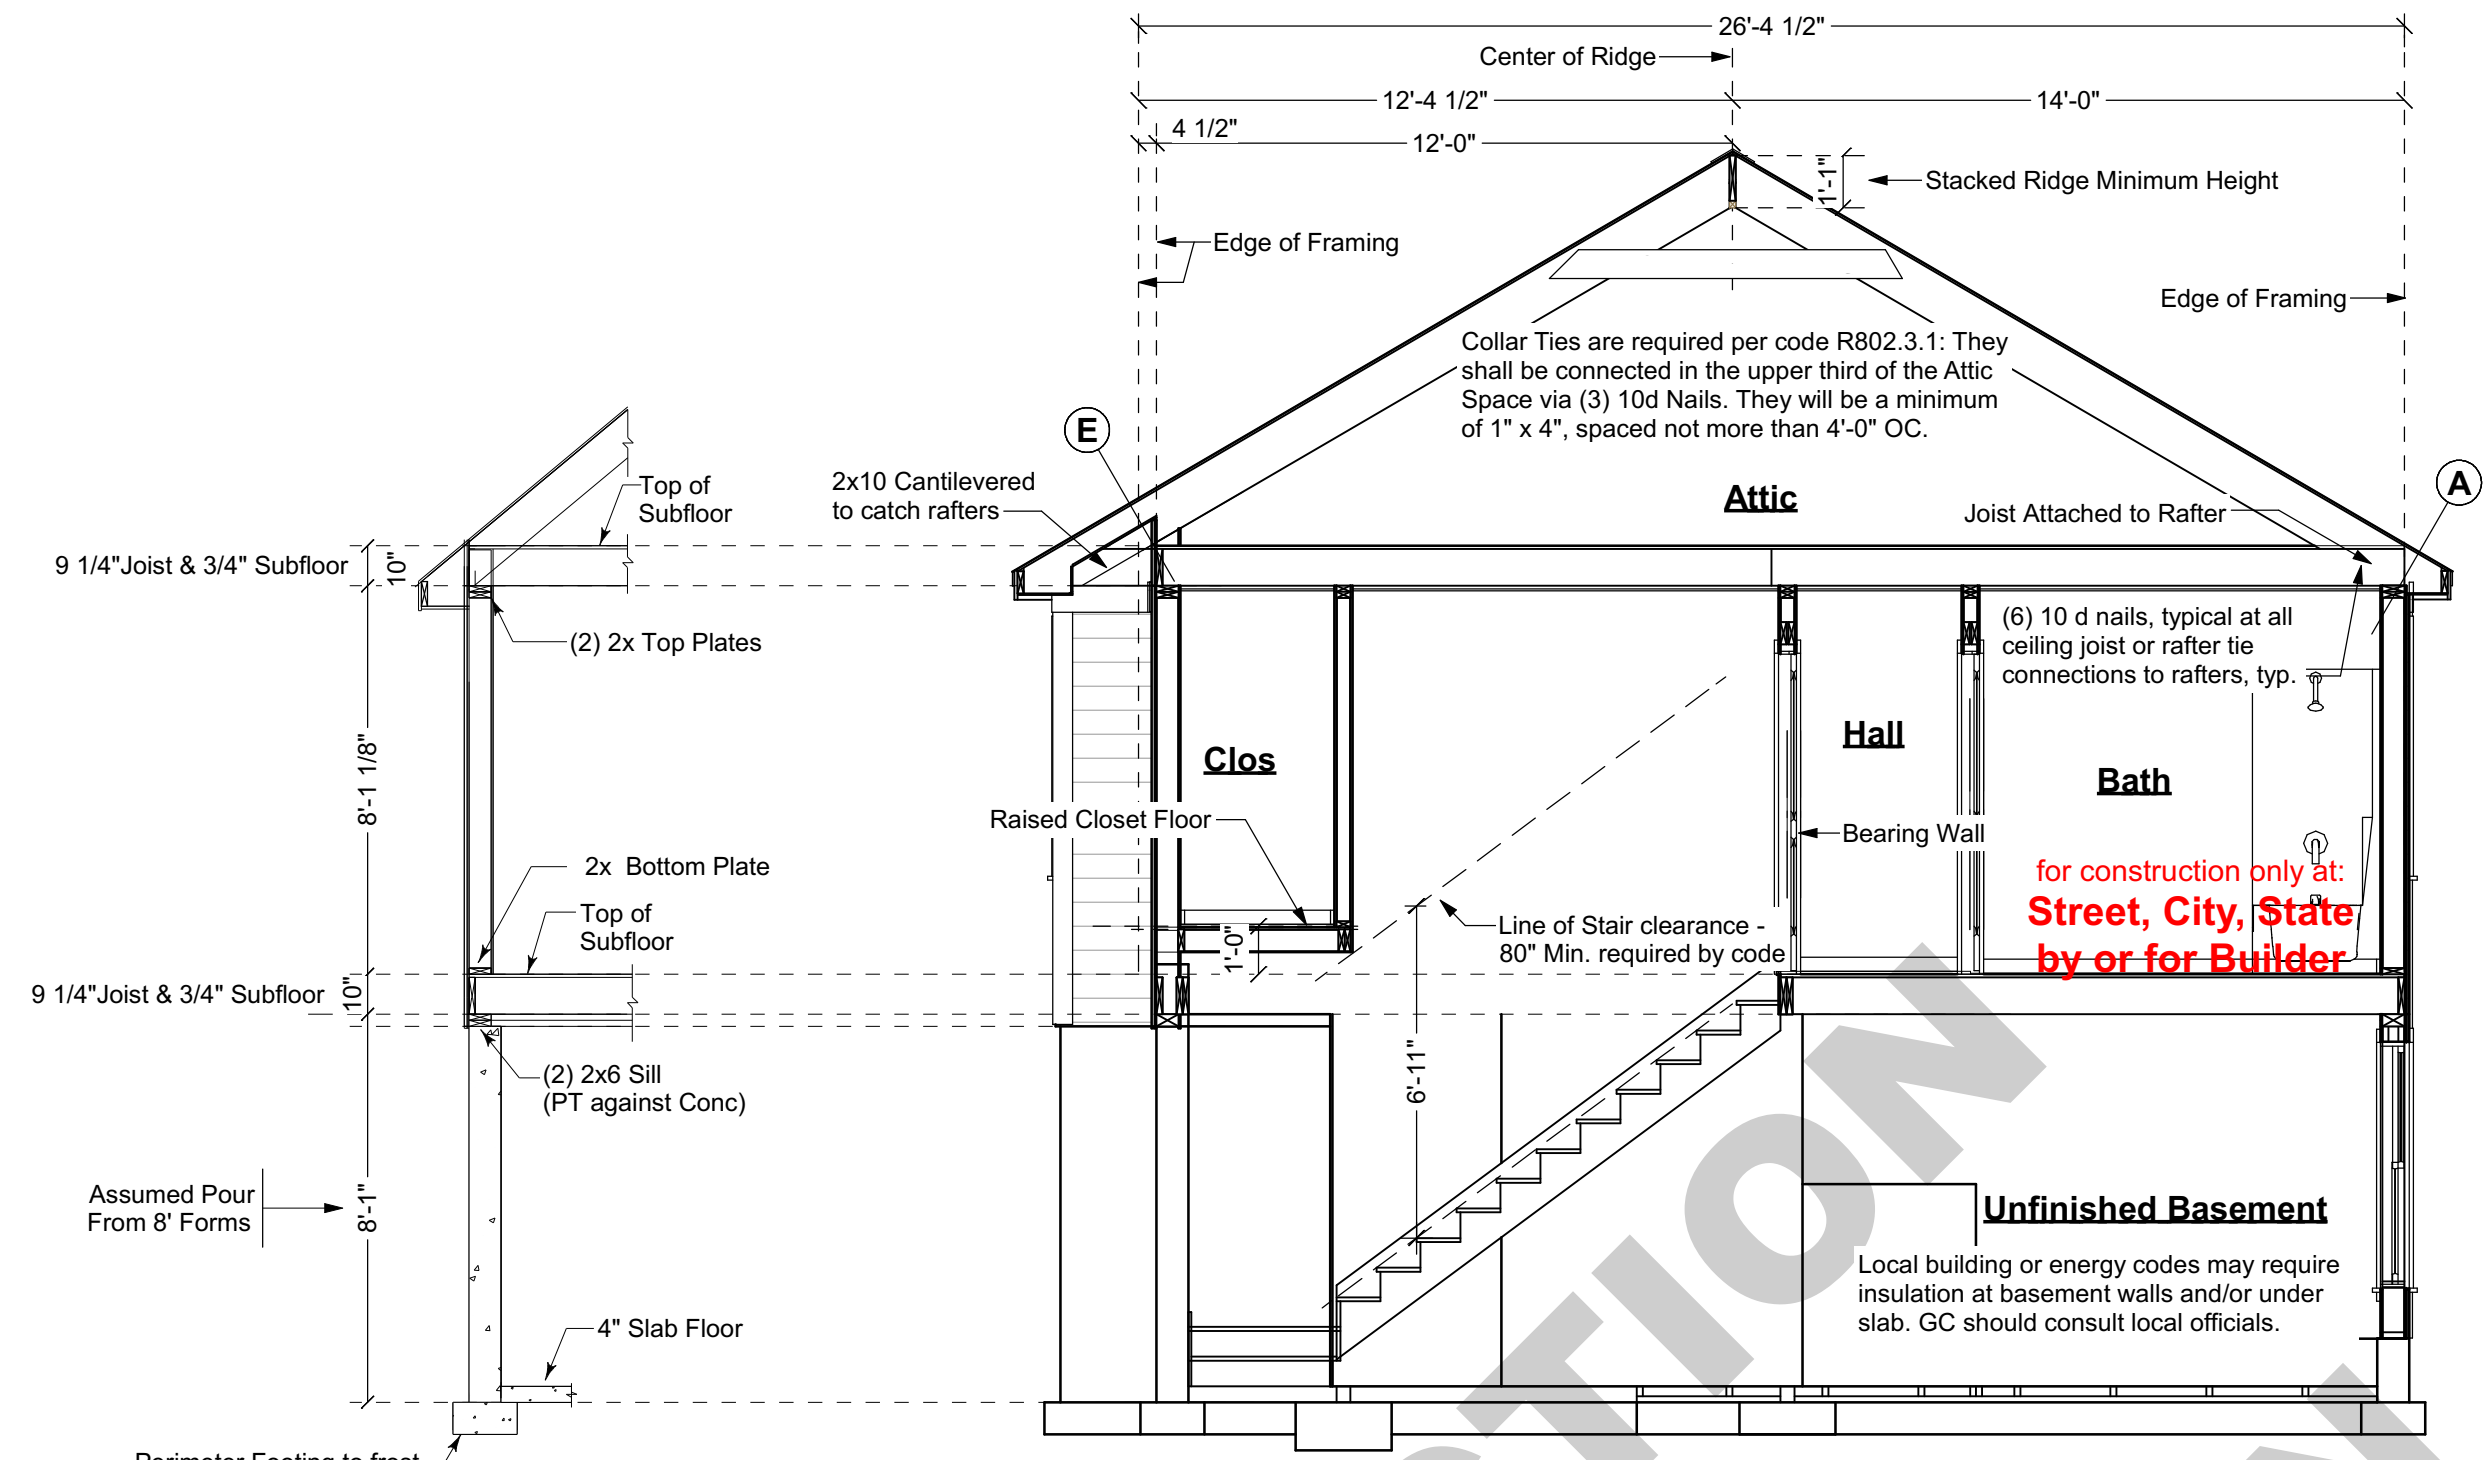 26'-4 1/2"
Center of Ridge
12'-4 1/2"
14'-0"
4 1/2"
12'-0"
1'-1"
Stacked Ridge Minimum Height
Edge of Framing
Edge of Framing
Collar Ties are required per code R802.3.1: They
shall be connected in the upper third of the Attic
Space via (3) 10d Nails. They will be a minimum
of 1" x 4", spaced not more than 4'-0" OC.
E
A
2x10 Cantilevered
to catch rafters
Top of
Subfloor
Attic
Joist Attached to Rafter
9 1/4"Joist & 3/4" Subfloor
10"
(2) 2x Top Plates
(6) 10 d nails, typical at all
ceiling joist or rafter tie
connections to rafters, typ.
8'-1 1/8"
Clos
Hall
Bath
Raised Closet Floor
Bearing Wall
2x Bottom Plate
for construction only at:
Street, City, State
by or for Builder
Top of
Subfloor
1'-0"
Line of Stair clearance -
80" Min. required by code
9 1/4"Joist & 3/4" Subfloor
10"
(2) 2x6 Sill
(PT against Conc)
6'-11"
Assumed Pour
From 8' Forms
8'-1"
Unfinished Basement
Local building or energy codes may require
insulation at basement walls and/or under
slab. GC should consult local officials.
4" Slab Floor
Perimeter Footing to frost
STION
N